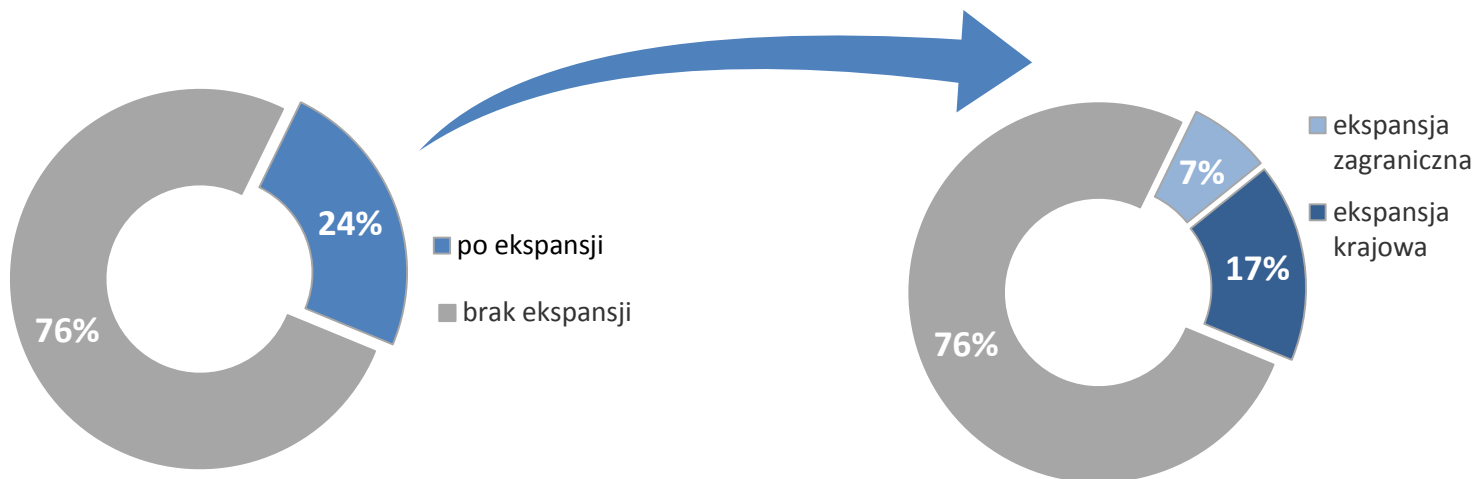 24%
po ekspansji
brak ekspansji
76%
ekspansja
zagraniczna
7%
ekspansja
krajowa
17%
76%